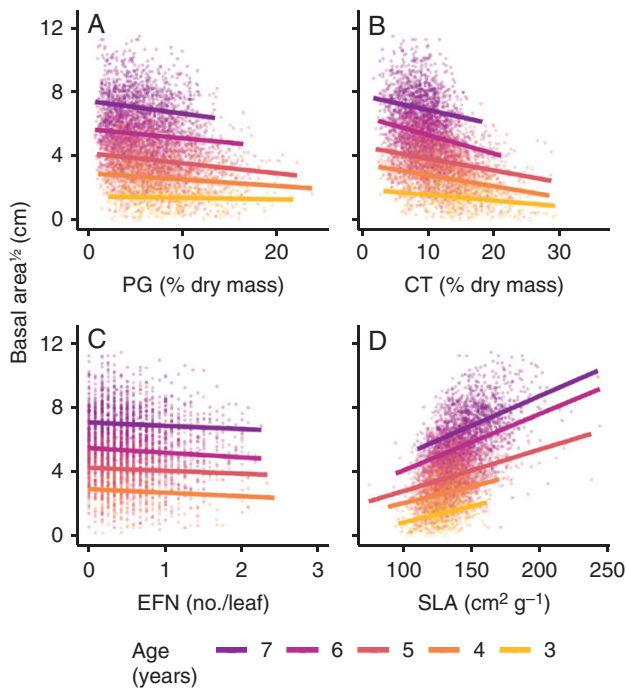 A
B
12
8
4
0
0
10
20
0
10
20
30
PG (% dry mass)
CT (% dry mass)
Basal area½ (cm)
C
D
12
8
4
0
0
1
2
3
100
150
200
250
EFN (no./leaf)
SLA (cm² g⁻¹)
Age
(years)
7
6
5
4
3